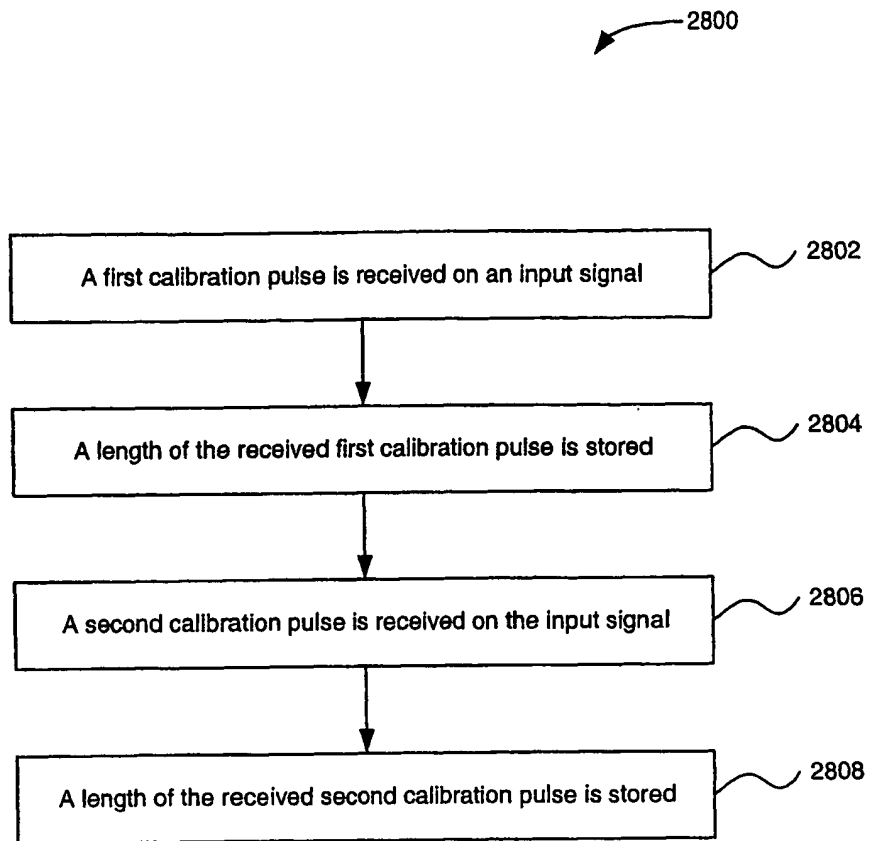 2800
A first calibration pulse is received on an input signal
2802
A length of the received first calibration pulse is stored
2804
A second calibration pulse is received on the input signal
2806
A length of the received second calibration pulse is stored
2808